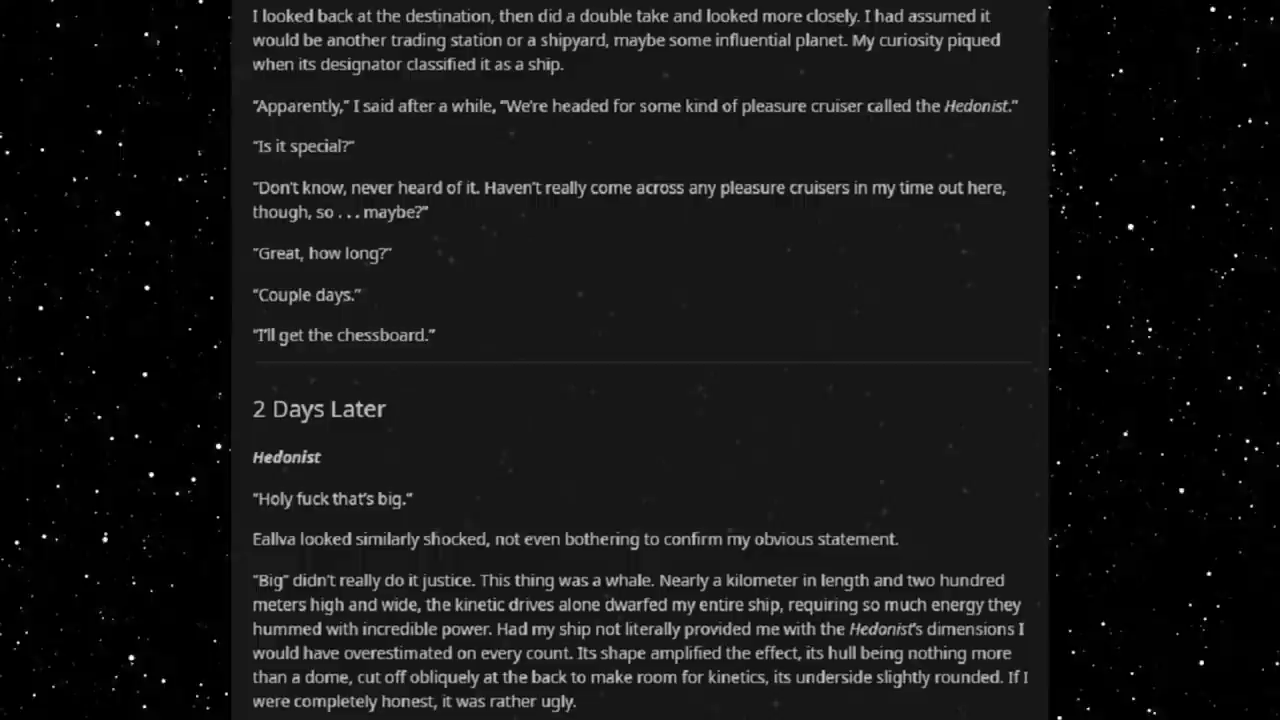 I looked back at the destination, then did a double take and looked more closely. I had assumed it
would be another trading station or a shipyard, maybe some influential planet. My curiosity piqued
when its designator classified it as a ship.
“Apparently,” I said after a while, “We’re headed for some kind of pleasure cruiser called the Hedonist.”
“Is it special?”
“Don’t know, never heard of it. Haven’t really come across any pleasure cruisers in my time out here,
though, so . . . maybe?”
“Great, how long?”
“Couple days.”
“I’ll get the chessboard.”
2 Days Later
Hedonist
“Holy fuck that’s big.”
Eallva looked similarly shocked, not even bothering to confirm my obvious statement.
“Big” didn’t really do it justice. This thing was a whale. Nearly a kilometer in length and two hundred
meters high and wide, the kinetic drives alone dwarfed my entire ship, requiring so much energy they
hummed with incredible power. Had my ship not literally provided me with the Hedonist’s dimensions I
would have overestimated on every count. Its shape amplified the effect, its hull being nothing more
than a dome, cut off obliquely at the back to make room for kinetics, its underside slightly rounded. If I
were completely honest, it was rather ugly.